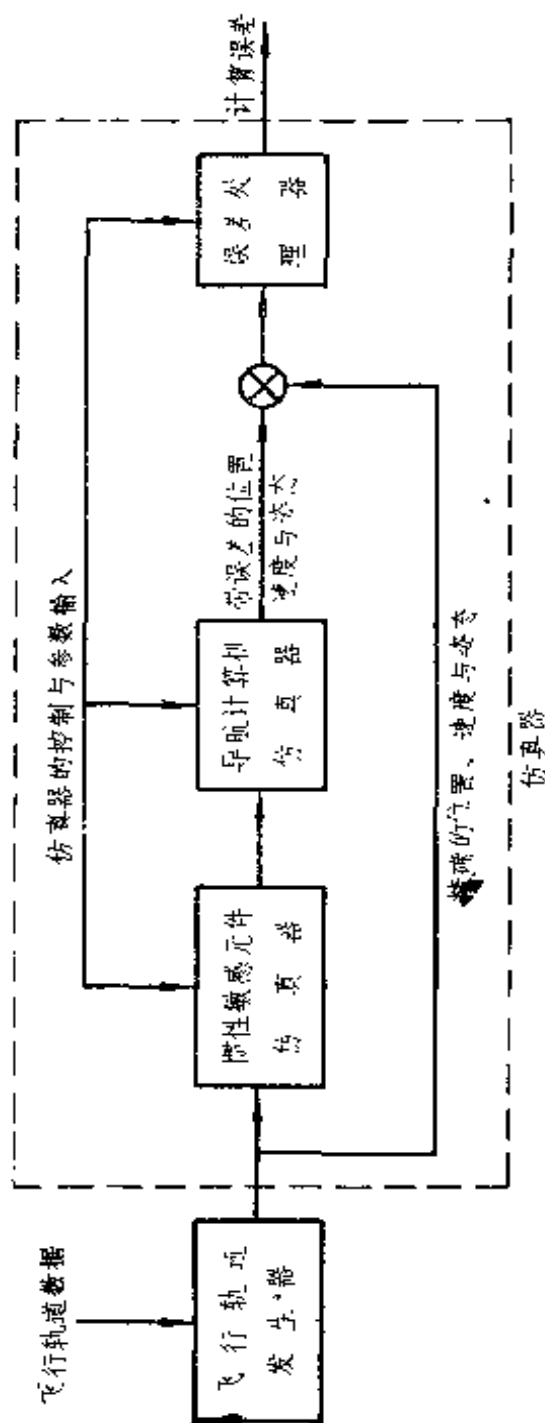 飞行轨道数据
飞行轨道
发生器
仿真器的控制与参数输入
惯性敏感元件
仿真器
导航计算机
仿真器
带误差的位置
速度与姿态
误差处
理器
计算误差
精确的位置、速度与姿态
仿真器